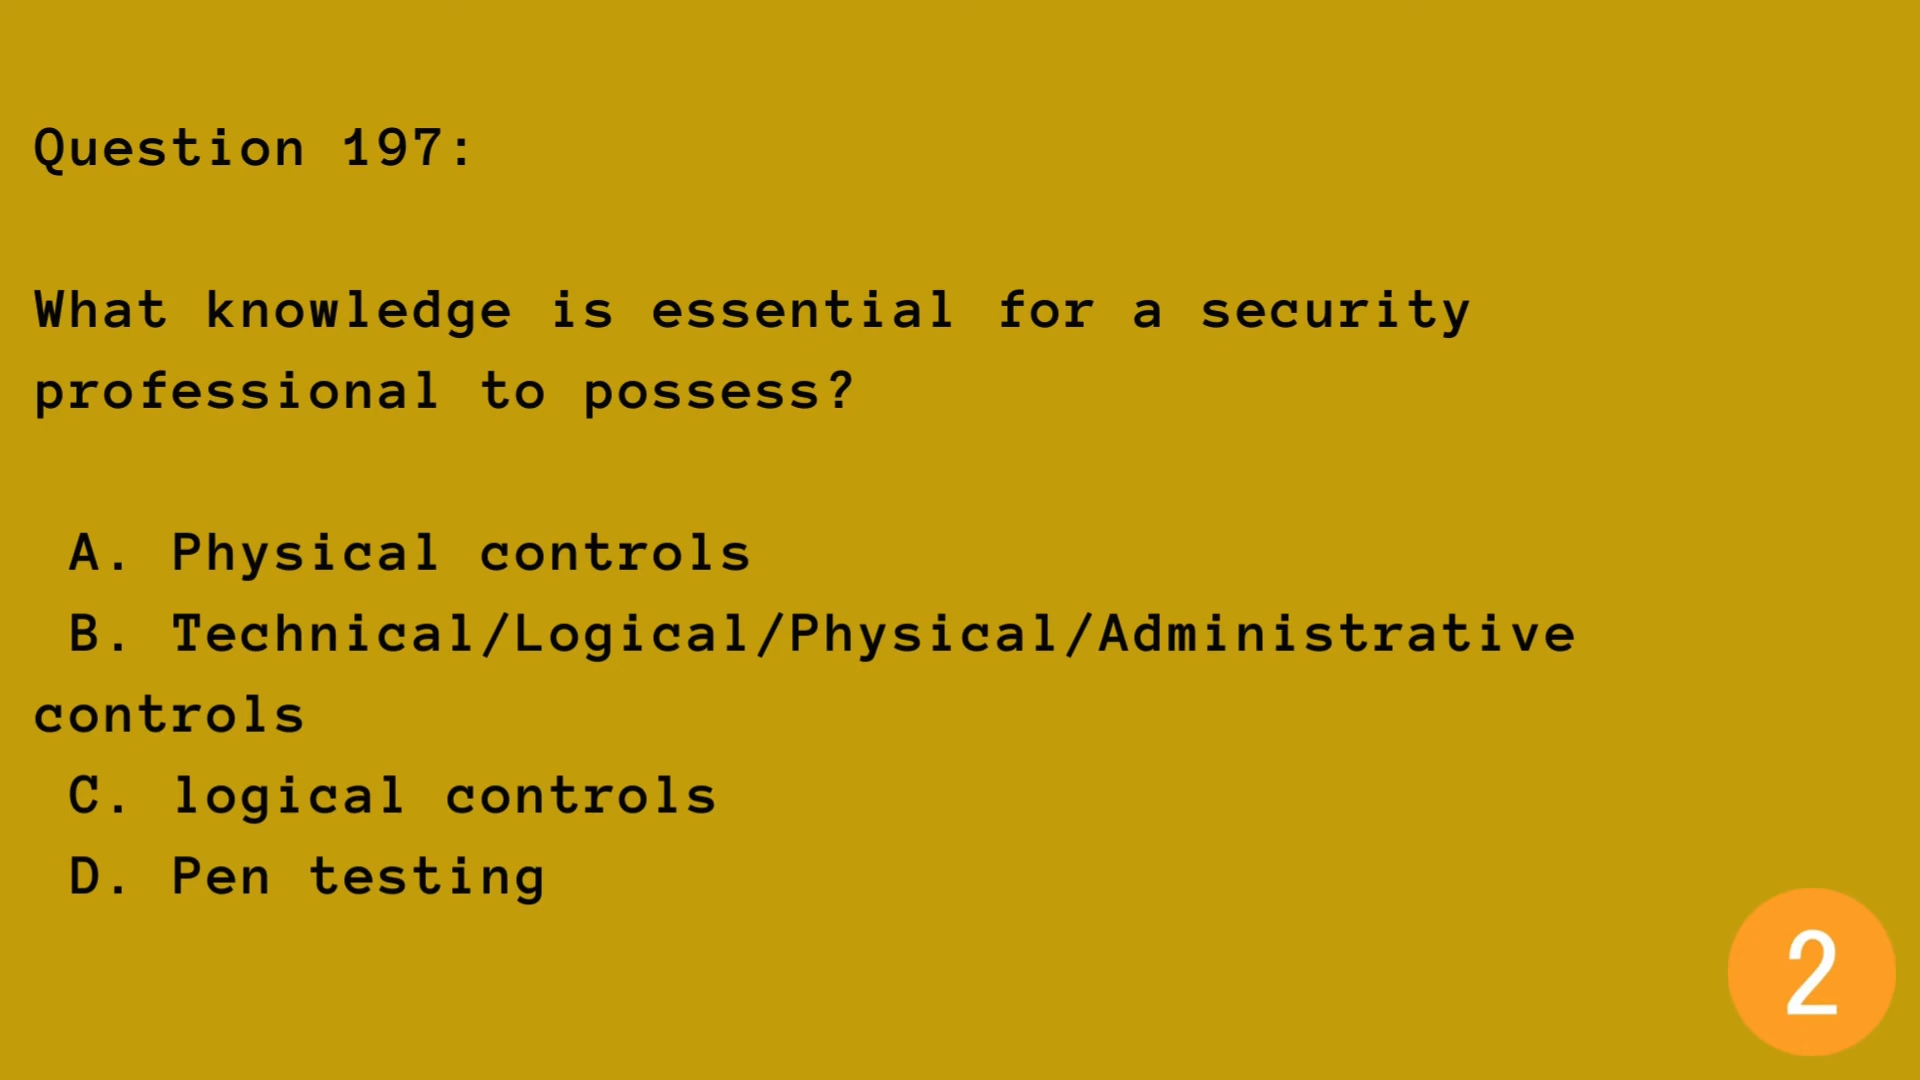 Question 197:
What knowledge is essential for a security
professional to possess?
A. Physical controls
B. Technical/Logical/Physical/Administrative
controls
C. logical controls
D. Pen testing
2